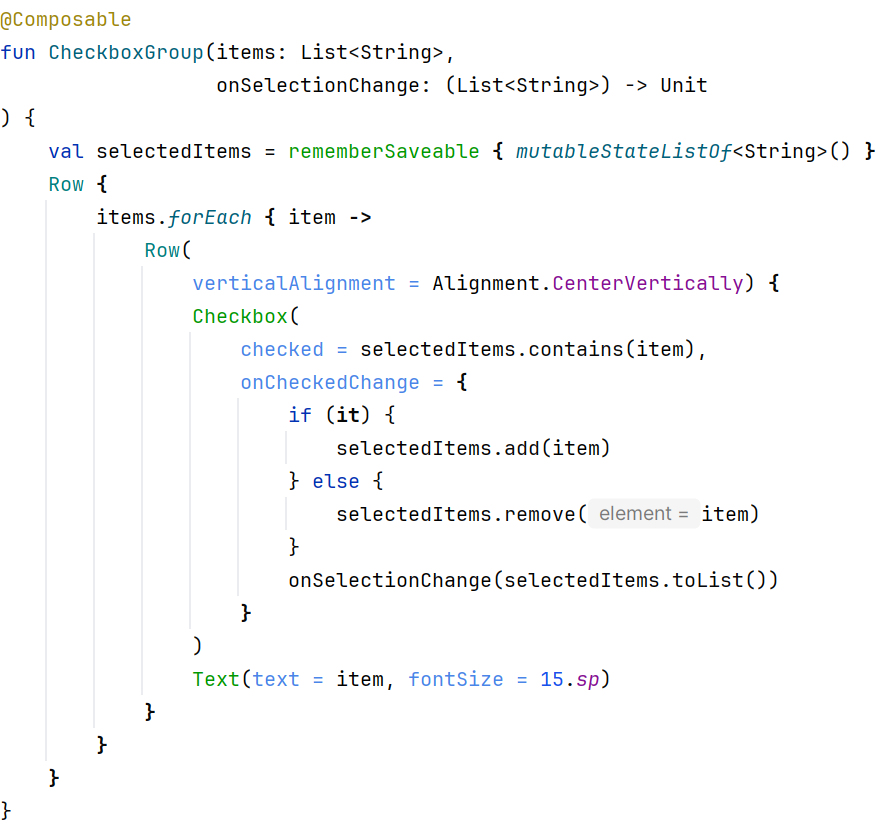 @Composable
fun CheckboxGroup(items: List<String>,
                  onSelectionChange: (List<String>) -> Unit
) {
    val selectedItems = rememberSaveable { mutableStateListOf<String>() }
    Row {
        items.forEach { item ->
            Row(
                verticalAlignment = Alignment.CenterVertically) {
                Checkbox(
                    checked = selectedItems.contains(item),
                    onCheckedChange = {
                        if (it) {
                            selectedItems.add(item)
                        } else {
                            selectedItems.remove( element = item)
                        }
                        onSelectionChange(selectedItems.toList())
                    }
                )
                Text(text = item, fontSize = 15.sp)
            }
        }
    }
}